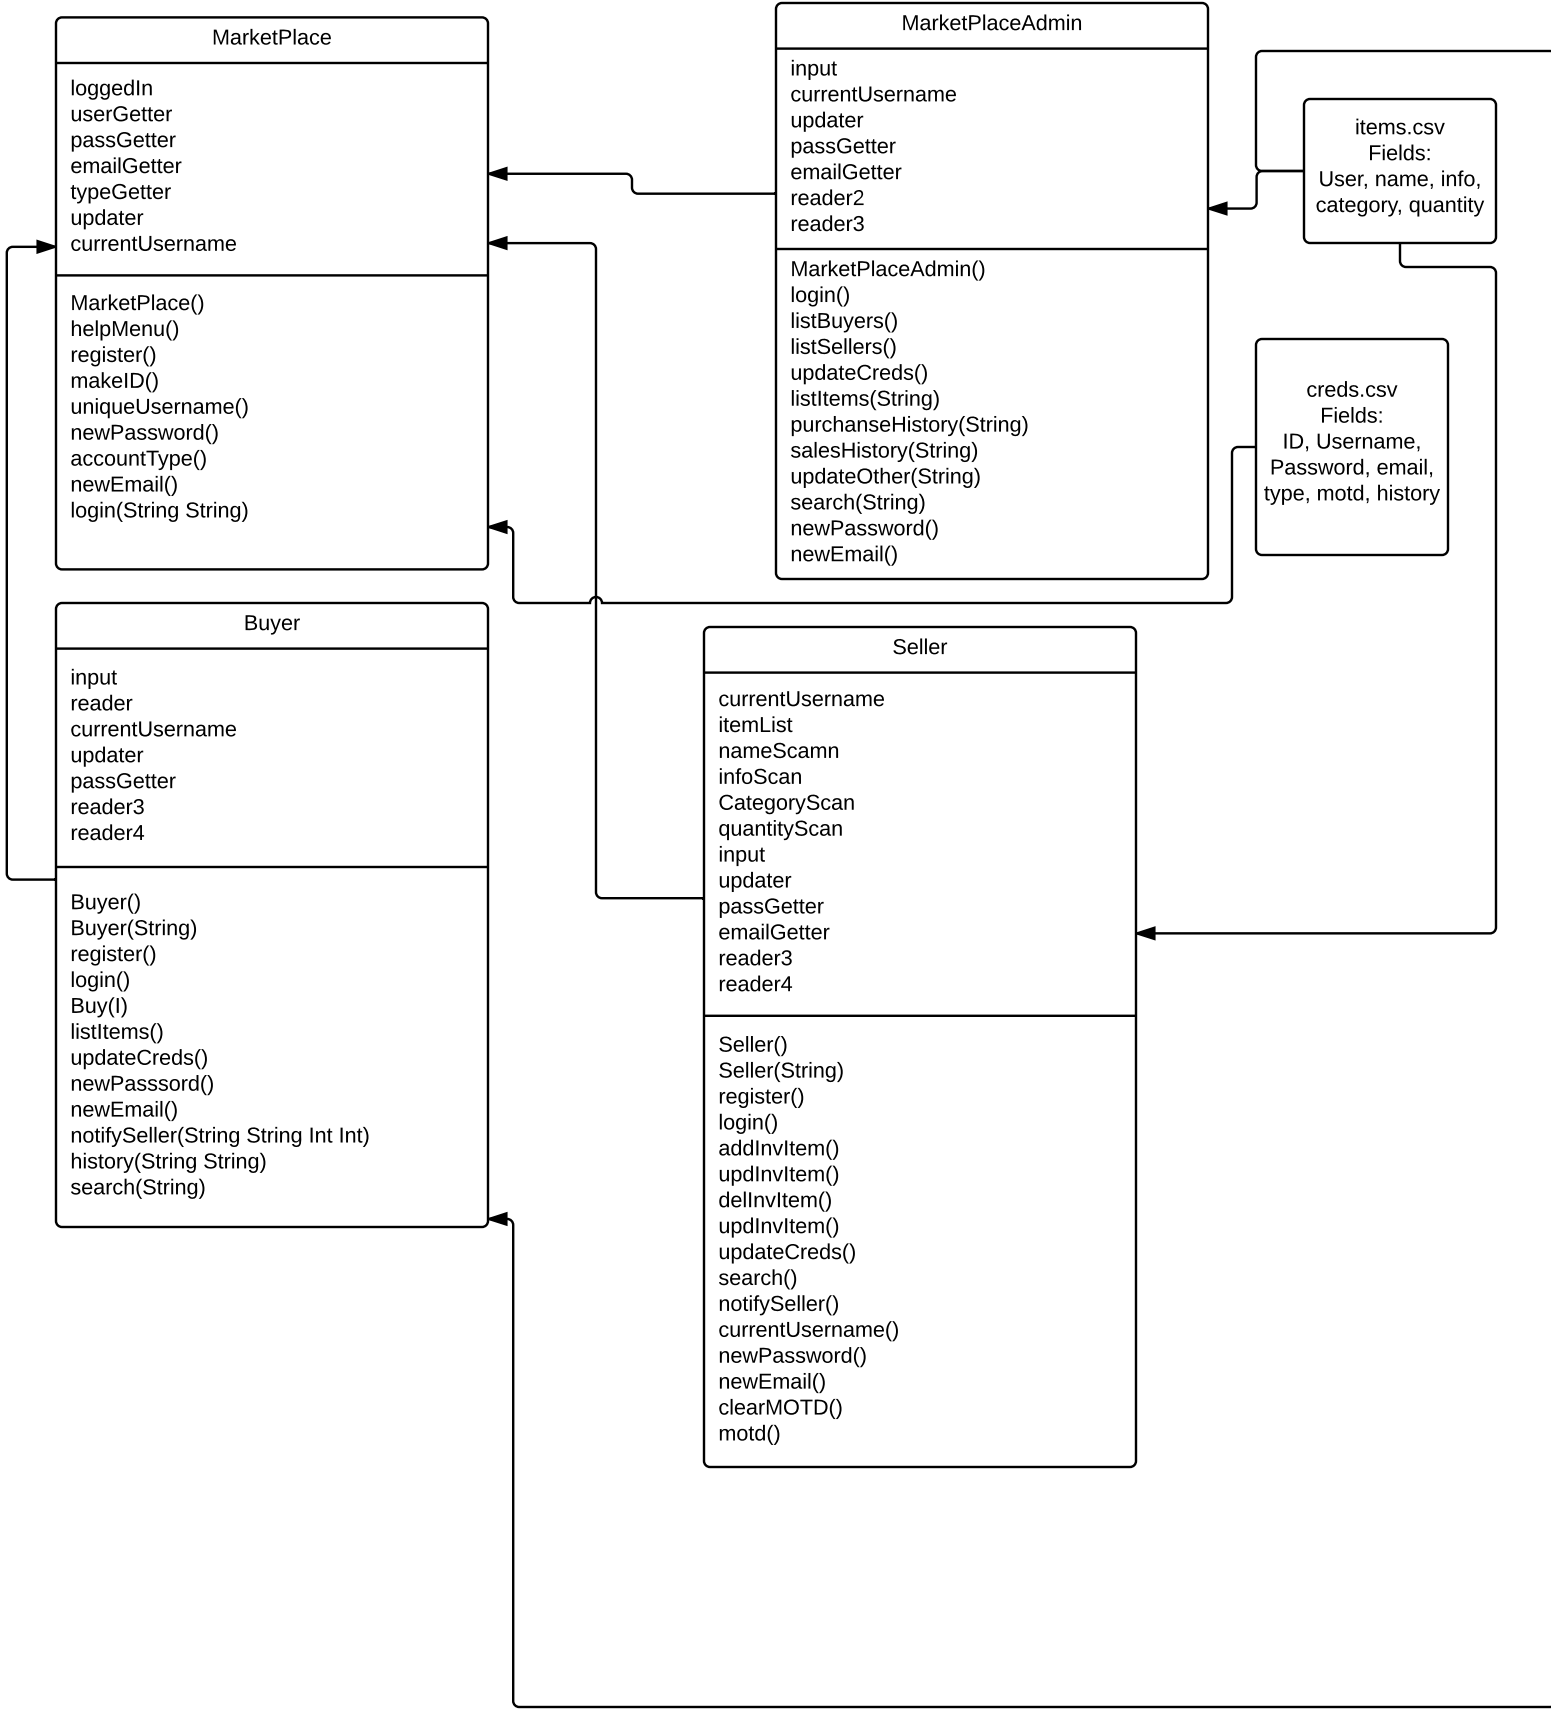 MarketPlace
loggedIn
userGetter
passGetter
emailGetter
typeGetter
updater
currentUsername
MarketPlace()
helpMenu()
register()
makeID()
uniqueUsername()
newPassword()
accountType()
newEmail()
login(String String)
MarketPlaceAdmin
input
currentUsername
updater
passGetter
emailGetter
reader2
reader3
MarketPlaceAdmin()
login()
listBuyers()
listSellers()
updateCreds()
listItems(String)
purchanseHistory(String)
salesHistory(String)
updateOther(String)
search(String)
newPassword()
newEmail()
items.csv
Fields:
User, name, info,
category, quantity
creds.csv
Fields:
ID, Username,
Password, email,
type, motd, history
Buyer
input
reader
currentUsername
updater
passGetter
reader3
reader4
Buyer()
Buyer(String)
register()
login()
Buy(I)
listItems()
updateCreds()
newPasssord()
newEmail()
notifySeller(String String Int Int)
history(String String)
search(String)
Seller
currentUsername
itemList
nameScamn
infoScan
CategoryScan
quantityScan
input
updater
passGetter
emailGetter
reader3
reader4
Seller()
Seller(String)
register()
login()
addInvItem()
updInvItem()
delInvItem()
updInvItem()
updateCreds()
search()
notifySeller()
currentUsername()
newPassword()
newEmail()
clearMOTD()
motd()